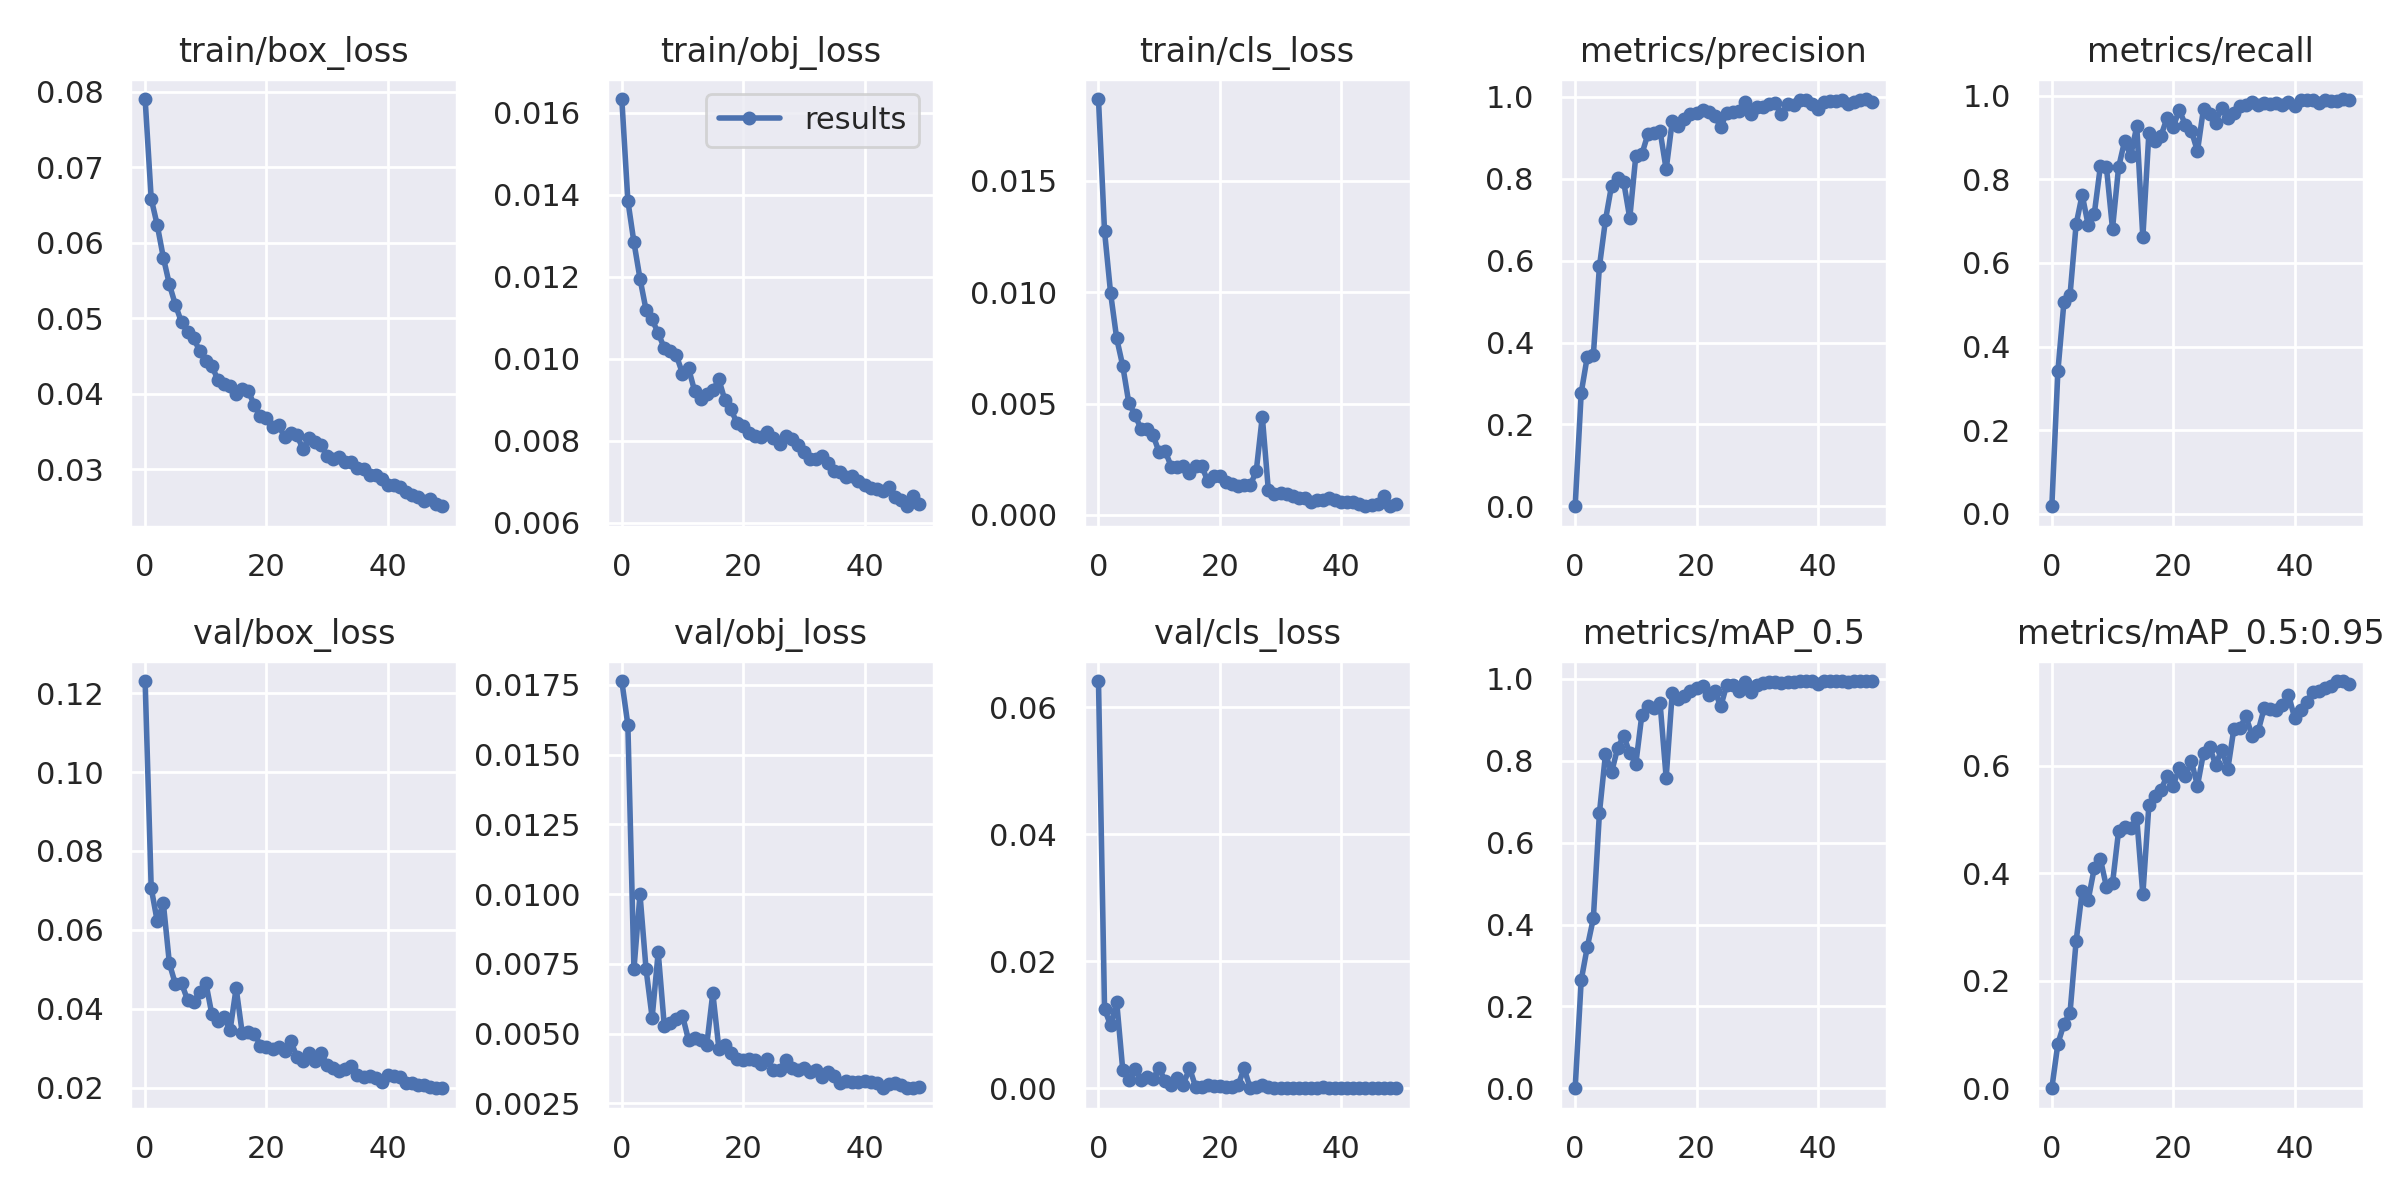 train/box_loss
0.08
0.07
0.06
0.05
0.04
0.03
0 20 40
train/obj_loss
results
0.016
0.014
0.012
0.010
0.008
0.006
0 20 40
train/cls_loss
0.015
0.010
0.005
0.000
0 20 40
metrics/precision
1.0
0.8
0.6
0.4
0.2
0.0
0 20 40
metrics/recall
1.0
0.8
0.6
0.4
0.2
0.0
0 20 40
val/box_loss
0.12
0.10
0.08
0.06
0.04
0.02
0 20 40
val/obj_loss
0.0175
0.0150
0.0125
0.0100
0.0075
0.0050
0.0025
0 20 40
val/cls_loss
0.06
0.04
0.02
0.00
0 20 40
metrics/mAP_0.5
1.0
0.8
0.6
0.4
0.2
0.0
0 20 40
metrics/mAP_0.5:0.95
0.6
0.4
0.2
0.0
0 20 40